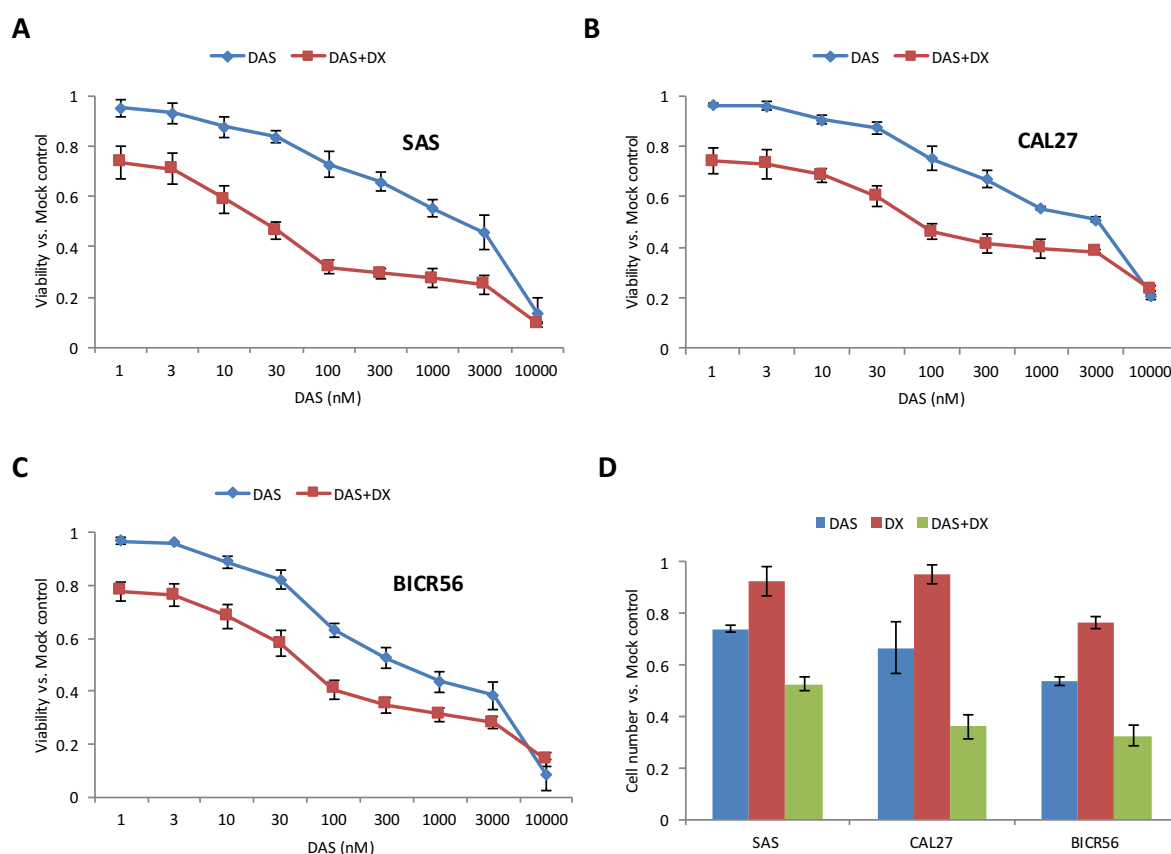 A
DAS DAS+DX
1
0.8
0.6
0.4
0.2
0
Viability vs. Mock control
SAS
1 3 10 30 100 300 1000 3000 10000
DAS (nM)
B
DAS DAS+DX
1
0.8
0.6
0.4
0.2
0
Viability vs. Mock control
CAL27
1 3 10 30 100 300 1000 3000 10000
DAS (nM)
C
DAS DAS+DX
1
0.8
0.6
0.4
0.2
0
Viability vs. Mock control
BICR56
1 3 10 30 100 300 1000 3000 10000
DAS (nM)
D
DAS DX DAS+DX
1
0.8
0.6
0.4
0.2
0
Cell number vs. Mock control
SAS CAL27 BICR56